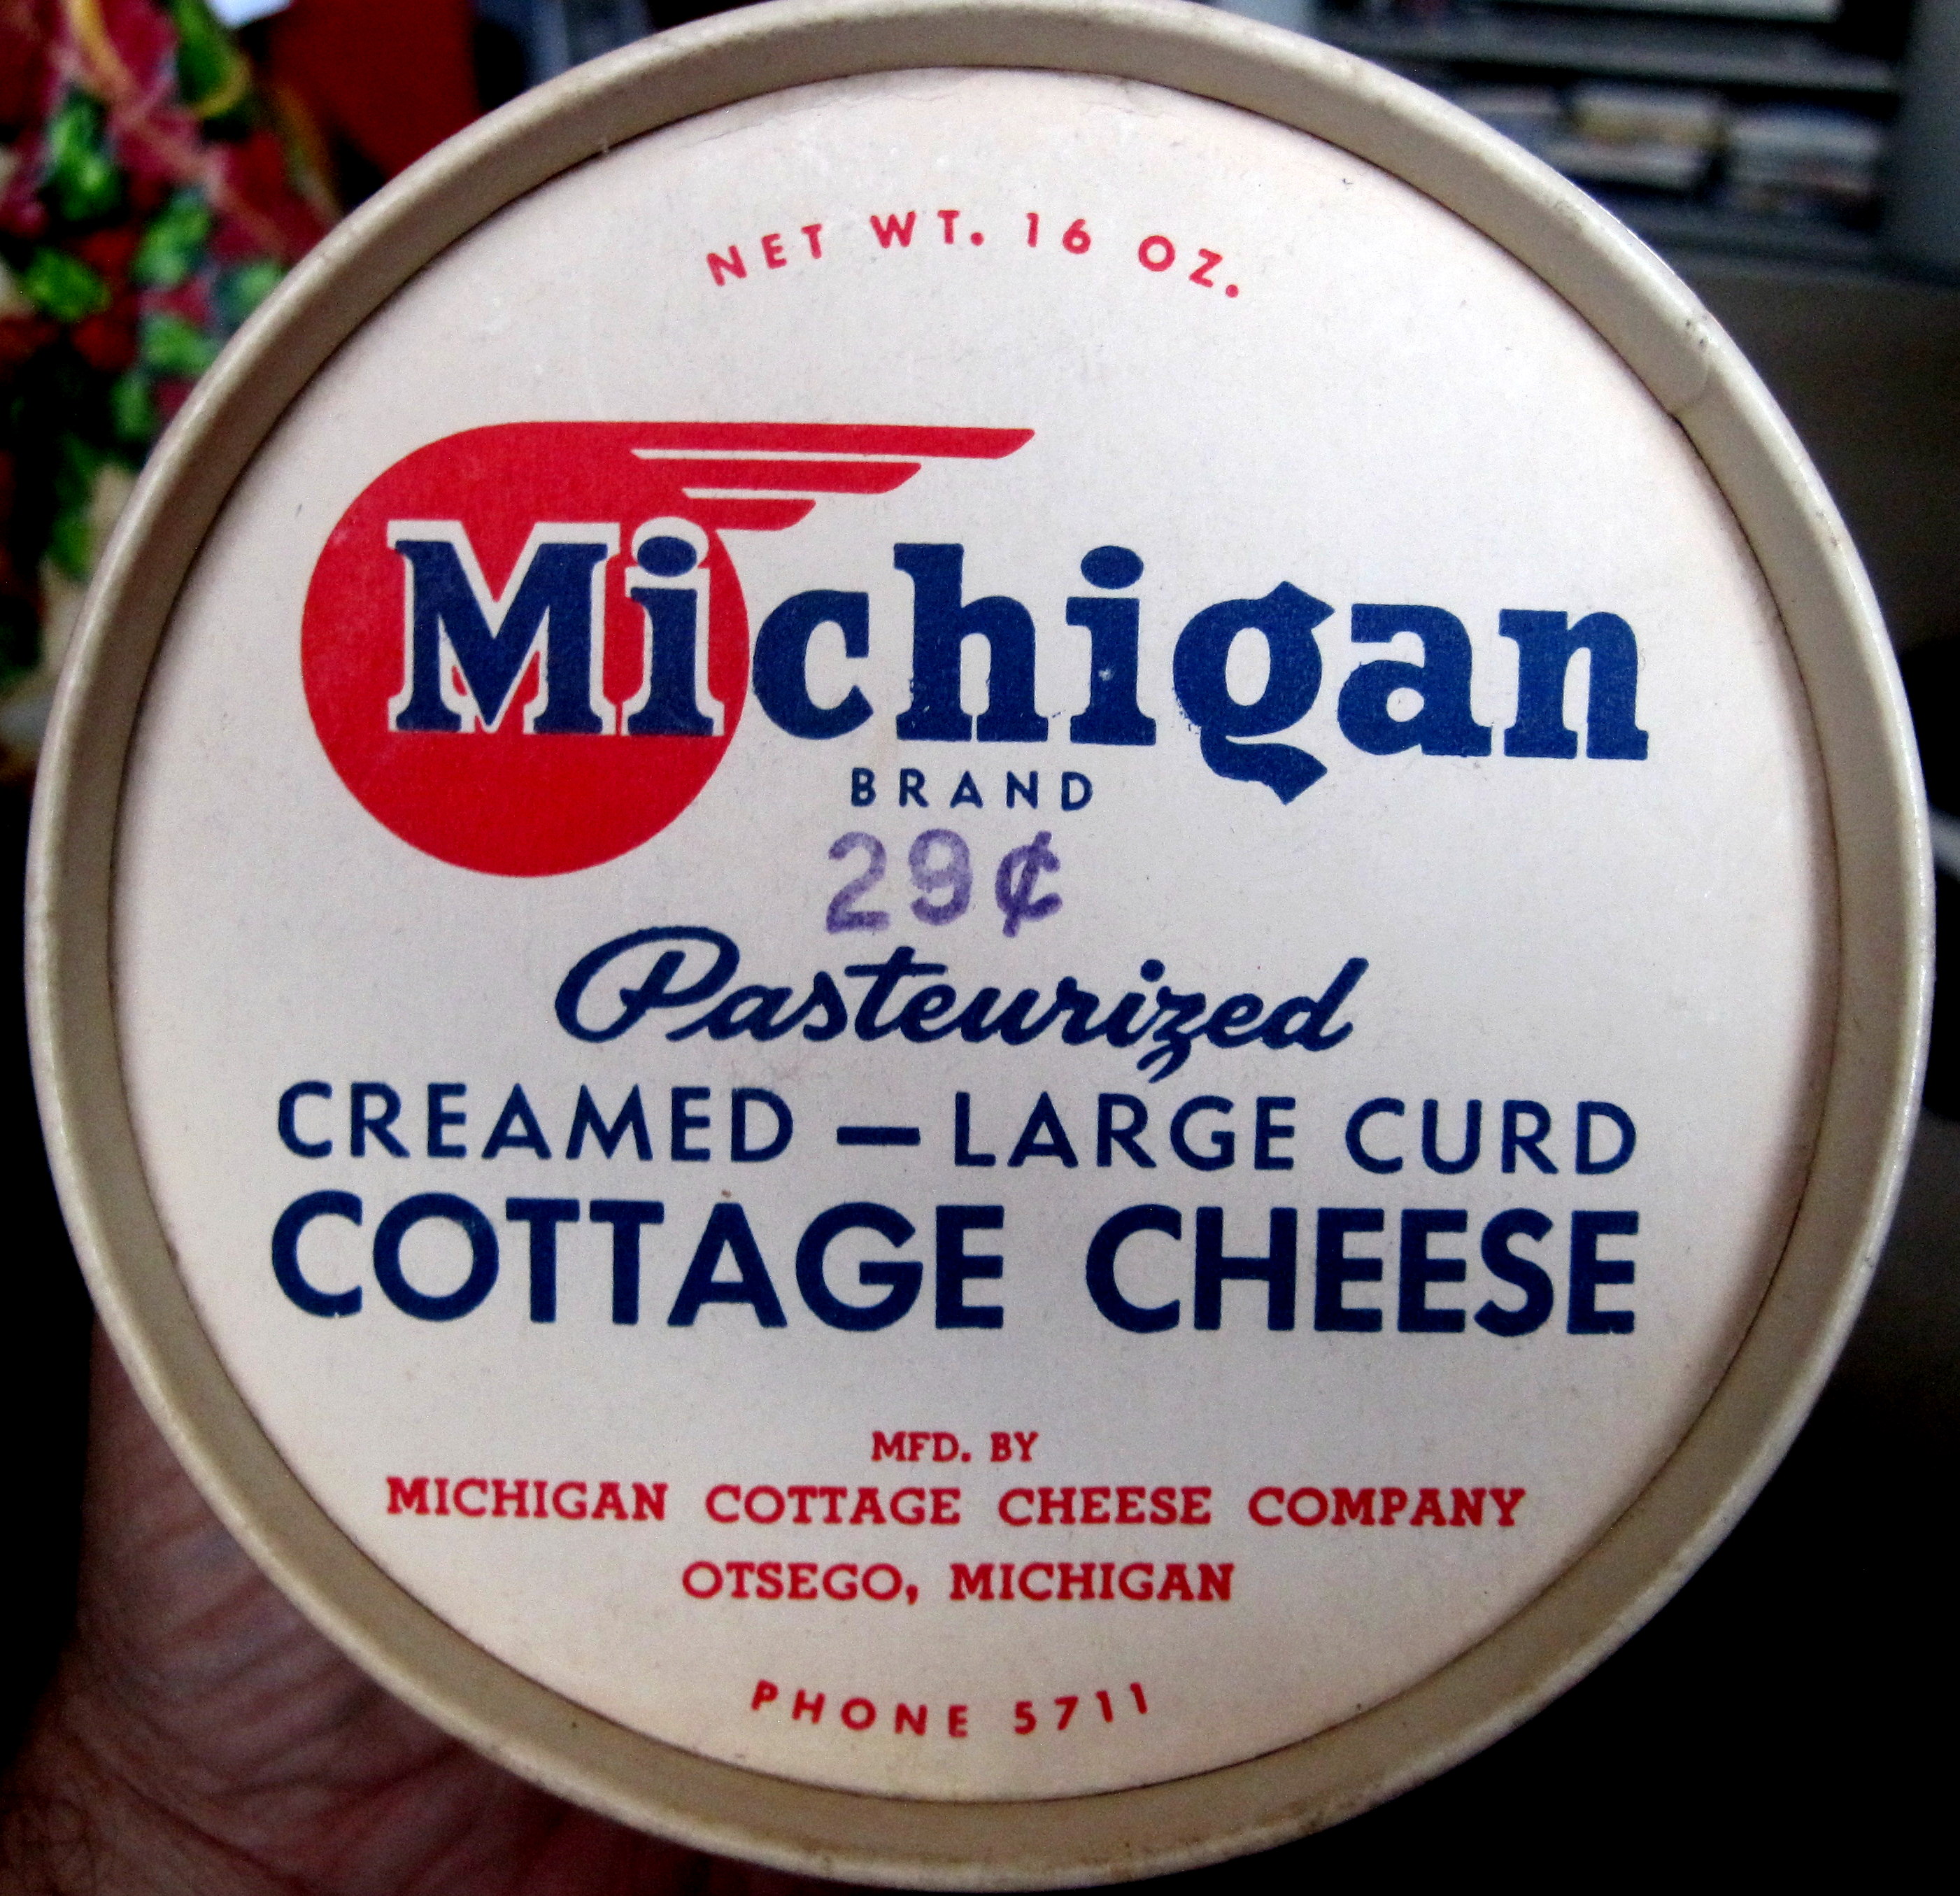 NET WT. 16 OZ.
Michigan
BRAND
29¢
Pasteurized
CREAMED — LARGE CURD
COTTAGE CHEESE
MFD. BY
MICHIGAN COTTAGE CHEESE COMPANY
OTSEGO, MICHIGAN
PHONE 5711